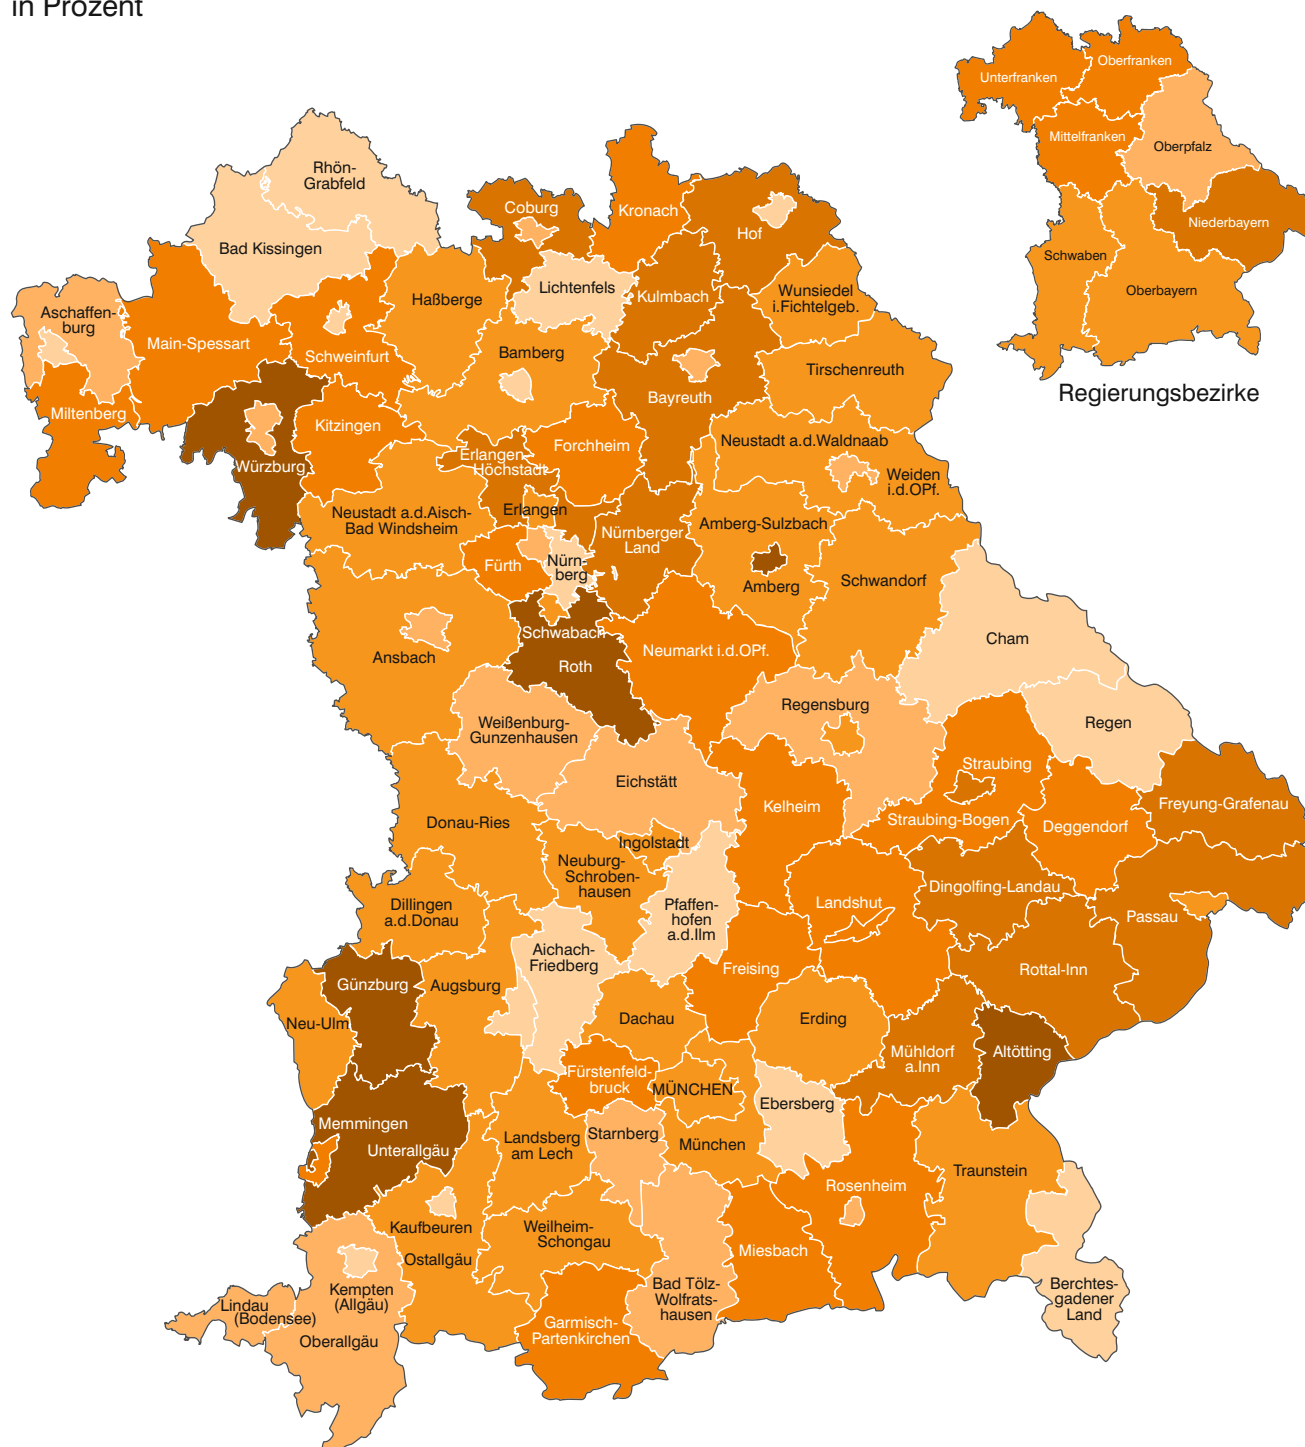 in Prozent
Unterfranken
Oberfranken
Mittelfranken
Oberpfalz
Niederbayern
Schwaben
Oberbayern
Regierungsbezirke
Rhön-
Grabfeld
Bad Kissingen
Coburg
Kronach
Hof
Lichtenfels
Kulmbach
Wunsiedel
i.Fichtelgeb.
Haßberge
Aschaffen-
burg
Main-Spessart
Schweinfurt
Bamberg
Tirschenreuth
Bayreuth
Miltenberg
Kitzingen
Würzburg
Forchheim
Erlangen-
Höchstadt
Neustadt a.d.Waldnaab
Weiden
i.d.OPf.
Neustadt a.d.Aisch-
Bad Windsheim
Erlangen
Nürnberger
Land
Amberg-Sulzbach
Amberg
Schwandorf
Fürth
Nürn-
berg
Cham
Schwabach
Roth
Neumarkt i.d.OPf.
Ansbach
Regensburg
Regen
Weißenburg-
Gunzenhausen
Eichstätt
Straubing
Kelheim
Straubing-Bogen
Deggendorf
Freyung-Grafenau
Donau-Ries
Ingolstadt
Neuburg-
Schroben-
hausen
Dingolfing-Landau
Dillingen
a.d.Donau
Pfaffen-
hofen
a.d.Ilm
Landshut
Passau
Aichach-
Friedberg
Freising
Rottal-Inn
Günzburg
Augsburg
Neu-Ulm
Dachau
Erding
Mühldorf
a.Inn
Altötting
Fürstenfeld-
bruck
MÜNCHEN
Ebersberg
Memmingen
Unterallgäu
Landsberg
am Lech
Starnberg
München
Traunstein
Rosenheim
Kaufbeuren
Ostallgäu
Weilheim-
Schongau
Miesbach
Bad Tölz-
Wolfrats-
hausen
Berchtes-
gadener
Land
Kempten
(Allgäu)
Lindau
(Bodensee)
Oberallgäu
Garmisch-
Partenkirchen